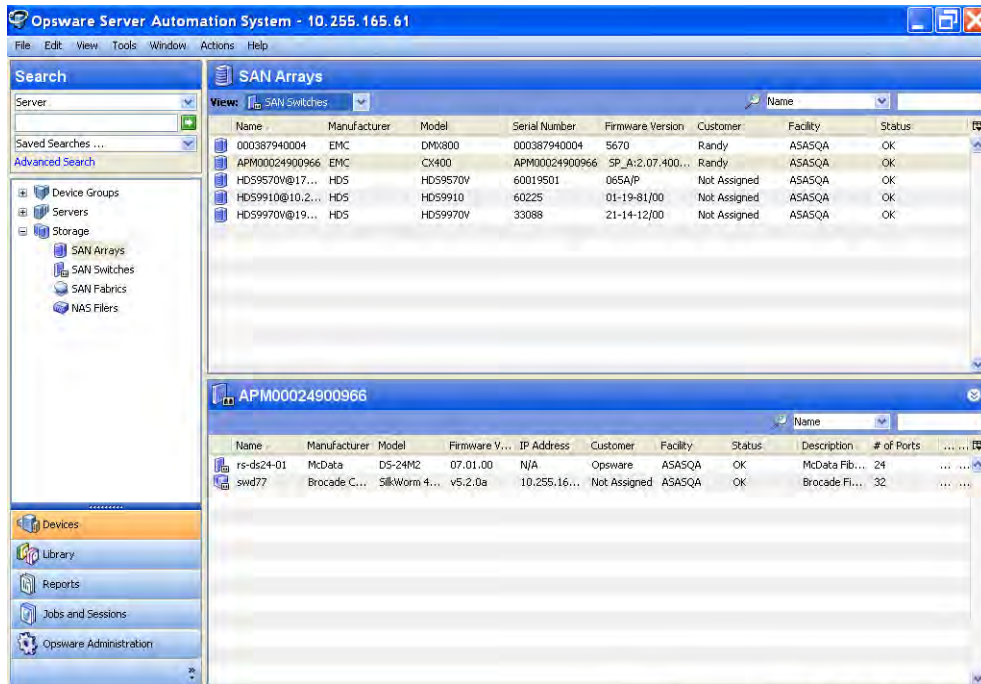 Opsware Server Automation System - 10.255.165.61
File Edit View Tools Window Actions Help
Search
Server
Saved Searches ...
Advanced Search
Device Groups
Servers
Storage
SAN Arrays
SAN Switches
SAN Fabrics
NAS Filers
Devices
Library
Reports
Jobs and Sessions
Opsware Administration
»
SAN Arrays
View: SAN Switches Name
Name Manufacturer Model Serial Number Firmware Version Customer Facility Status
000387940004 EMC DMX800 000387940004 5670 Randy ASASQA OK
APM00024900966 EMC CX400 APM00024900966 SP_A:2.07.400... Randy ASASQA OK
HDS9570V@17... HDS HDS9570V 60019501 065A/P Not Assigned ASASQA OK
HDS9910@10.2... HDS HDS9910 60225 01-19-81/00 Not Assigned ASASQA OK
HDS9970V@19... HDS HDS9970V 33088 21-14-12/00 Not Assigned ASASQA OK
APM00024900966
Name
Name Manufacturer Model Firmware V... IP Address Customer Facility Status Description # of Ports ... ...
rs-ds24-01 McData DS-24M2 07.01.00 N/A Opsware ASASQA OK McData Fib... 24 ... ...
swd77 Brocade C... SilkWorm 4... v5.2.0a 10.255.16... Not Assigned ASASQA OK Brocade Fi... 32 ... ...